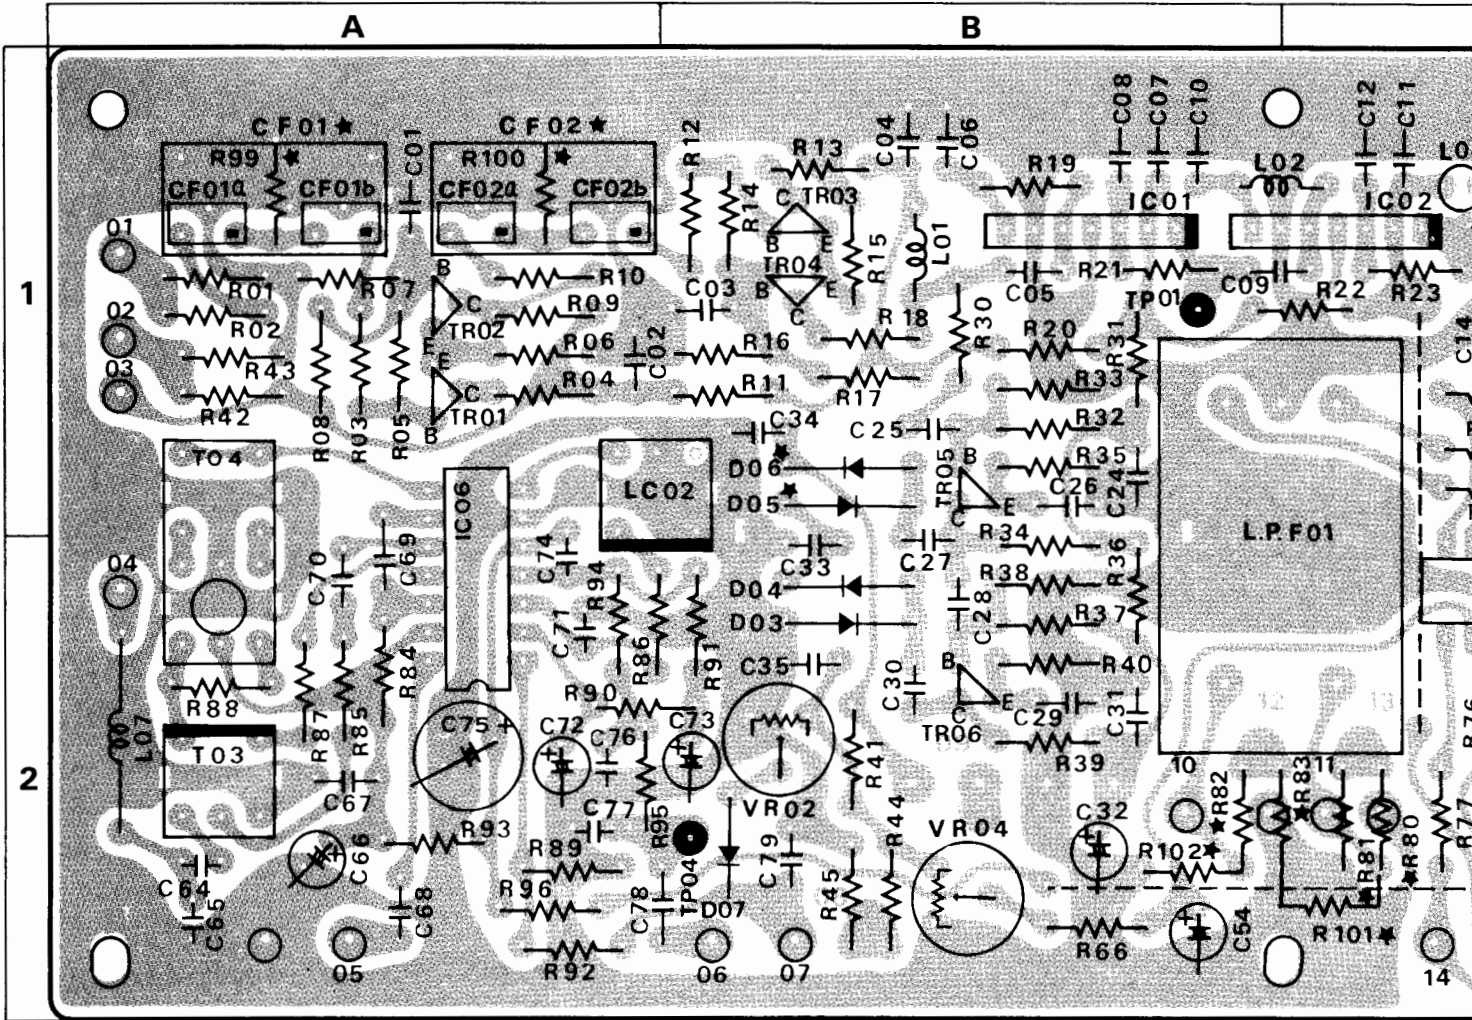 A B
CF01★ CF02★ C08 C07 C10 C12 C11
R99 ★ C01 R100 ★ R12 R13 C04 C06 R19 L02
CF01a CF01b CF02a CF02b R14 C TR03 IC01 IC02
01 B E R15 L01
R01 R07 B R10 TR04 R21 C09 R23
1 C C03 B E C05 TP01 R22
02 R02 TR02 R09 C R18 R30 R20 R31
R43 E R06 C02 R16 R33 C14
03 E R04 R11 R17
R42 C TR01 C34 C25 R32
R08 R03 R05 B
T04 IC06 LC02 D06 ★ TR05 B R35 C24
D05 ★ C E C26 L.P.F01
R34
04 C70 C69 C74 C33 C27 R36
R94 D04 R38
C71 D03 C28 R37
R84 R86 R91 C35 C30 B R40
R88 R90 C E C29 C31
L07 R87 R85 C75 + C72 C73 TR06 R76
T03 + C76 + R41 R39 10 11
2 C67 VR02 R82 R83
C77 R95 R44 VR04 C32 ★ ★ R77
C66 + R93 R89 C79 + R102★ R81 R80
C64 R96 C78 TP04 R45 ★ ★
C65 C68 D07 + C54
R66 R101★
05 R92 06 07 14